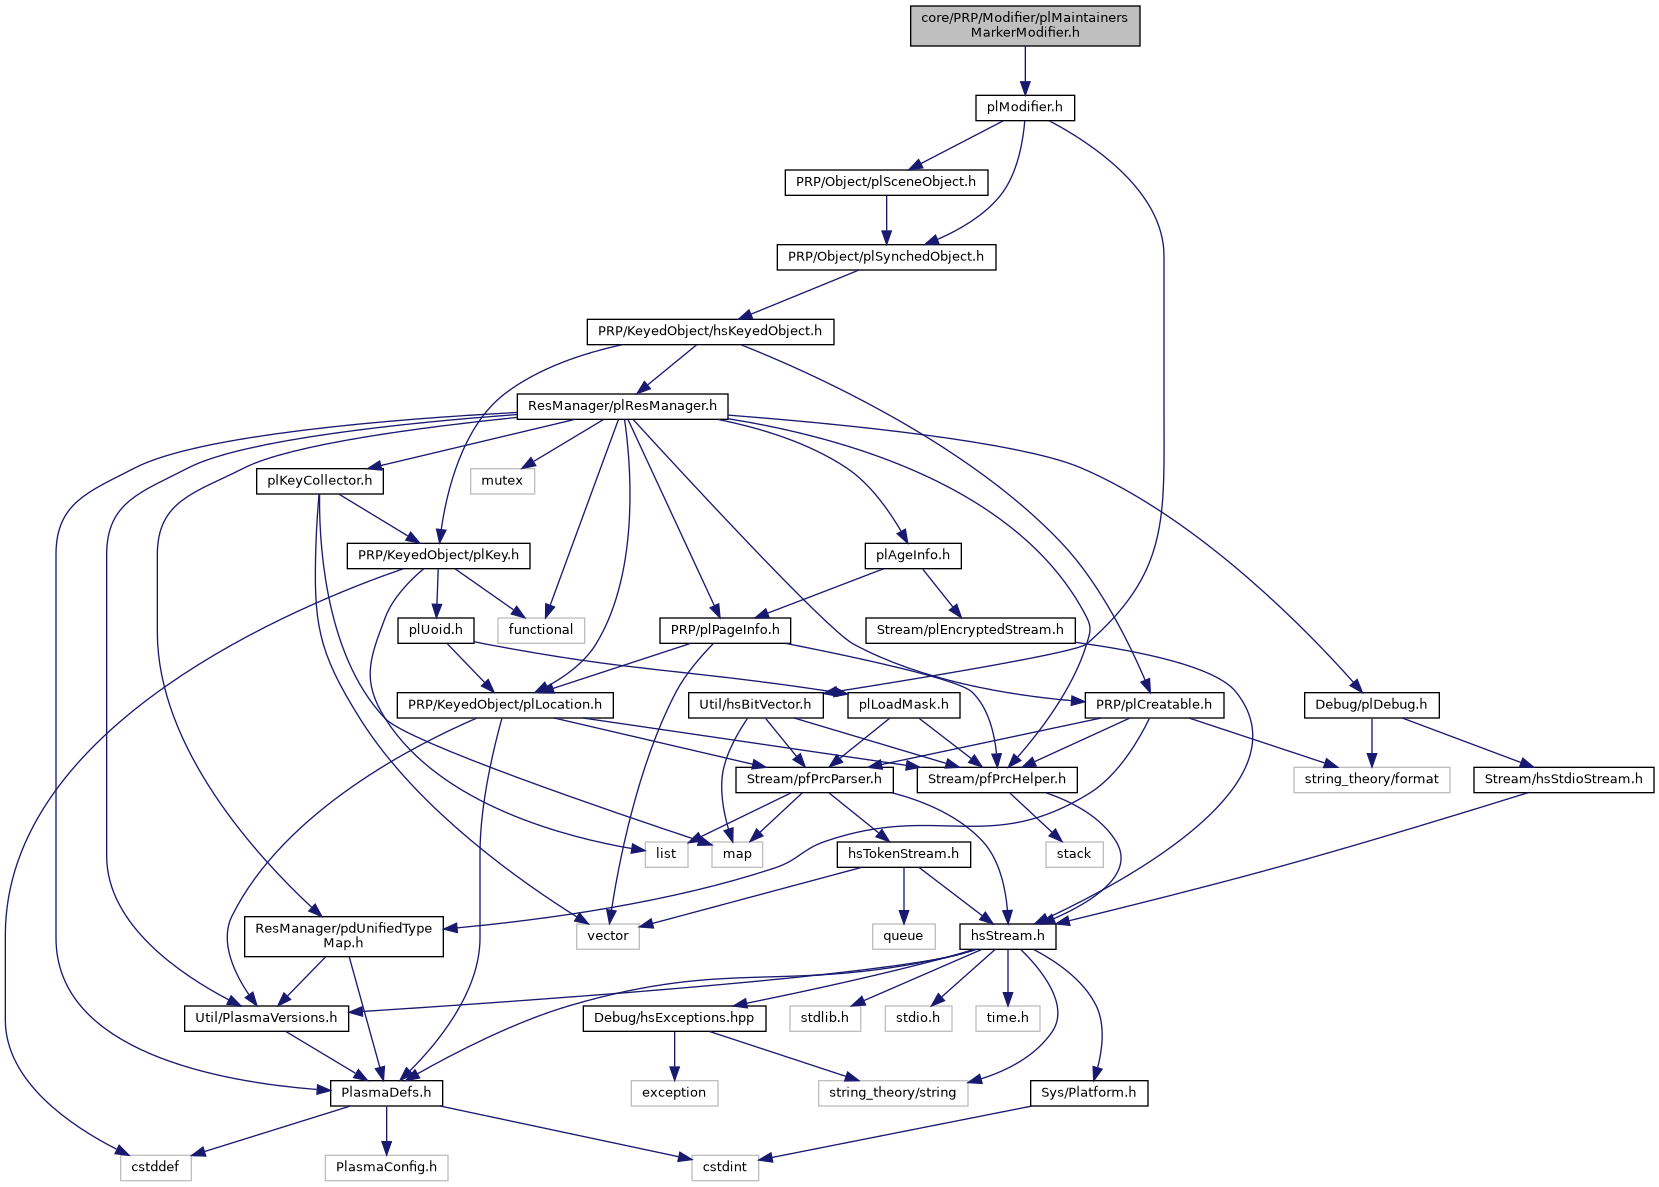 core/PRP/Modifier/plMaintainers
MarkerModifier.h
plModifier.h
PRP/Object/plSceneObject.h
PRP/Object/plSynchedObject.h
PRP/KeyedObject/hsKeyedObject.h
ResManager/plResManager.h
plKeyCollector.h
mutex
PRP/KeyedObject/plKey.h
plAgeInfo.h
plUoid.h
functional
PRP/plPageInfo.h
Stream/plEncryptedStream.h
PRP/KeyedObject/plLocation.h
Util/hsBitVector.h
plLoadMask.h
PRP/plCreatable.h
Debug/plDebug.h
Stream/pfPrcParser.h
Stream/pfPrcHelper.h
string_theory/format
Stream/hsStdioStream.h
list
map
hsTokenStream.h
stack
ResManager/pdUnifiedType
Map.h
vector
queue
hsStream.h
Util/PlasmaVersions.h
Debug/hsExceptions.hpp
stdlib.h
stdio.h
time.h
PlasmaDefs.h
exception
string_theory/string
Sys/Platform.h
cstddef
PlasmaConfig.h
cstdint